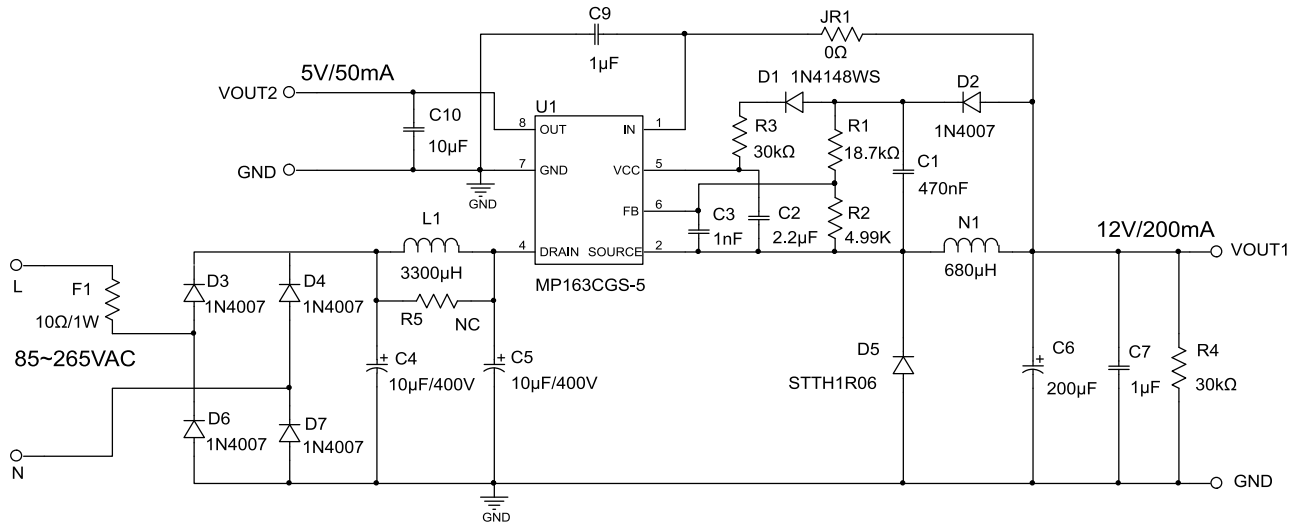 C9
1µF
JR1
0Ω
5V/50mA
VOUT2
C10
10µF
GND
GND
U1
8
OUT
IN
1
7
GND
VCC
5
FB
6
4
DRAIN
SOURCE
2
MP163CGS-5
D1
1N4148WS
D2
1N4007
R3
30kΩ
R1
18.7kΩ
C1
470nF
C3
1nF
C2
2.2µF
R2
4.99K
N1
680µH
12V/200mA
VOUT1
L1
3300µH
R5
NC
L
F1
10Ω/1W
D3
1N4007
D4
1N4007
85~265VAC
C4
+
10µF/400V
C5
+
10µF/400V
D5
STTH1R06
C6
+
200µF
C7
1µF
R4
30kΩ
D6
1N4007
D7
1N4007
N
GND
GND